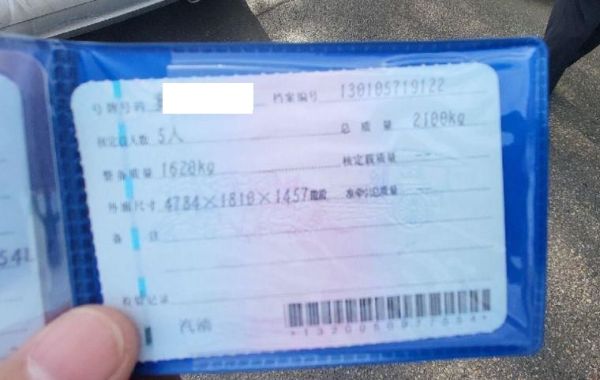 号牌号码 档案编号 130105719122
核定载人数 5人 总质量 2100kg
整备质量 1620kg 核定载质量 --
外廓尺寸 4784×1810×1457mm 准牵引总质量 --
备注
检验记录
汽油
54L